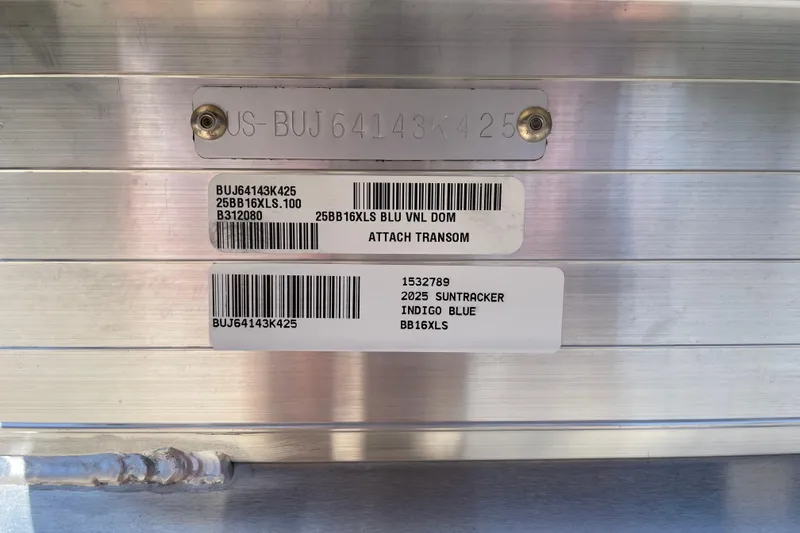 US-BUJ64143K425
BUJ64143K425
25BB16XLS.100
B312080 25BB16XLS BLU VNL DOM
ATTACH TRANSOM
1532789
2025 SUNTRACKER
INDIGO BLUE
BUJ64143K425 BB16XLS